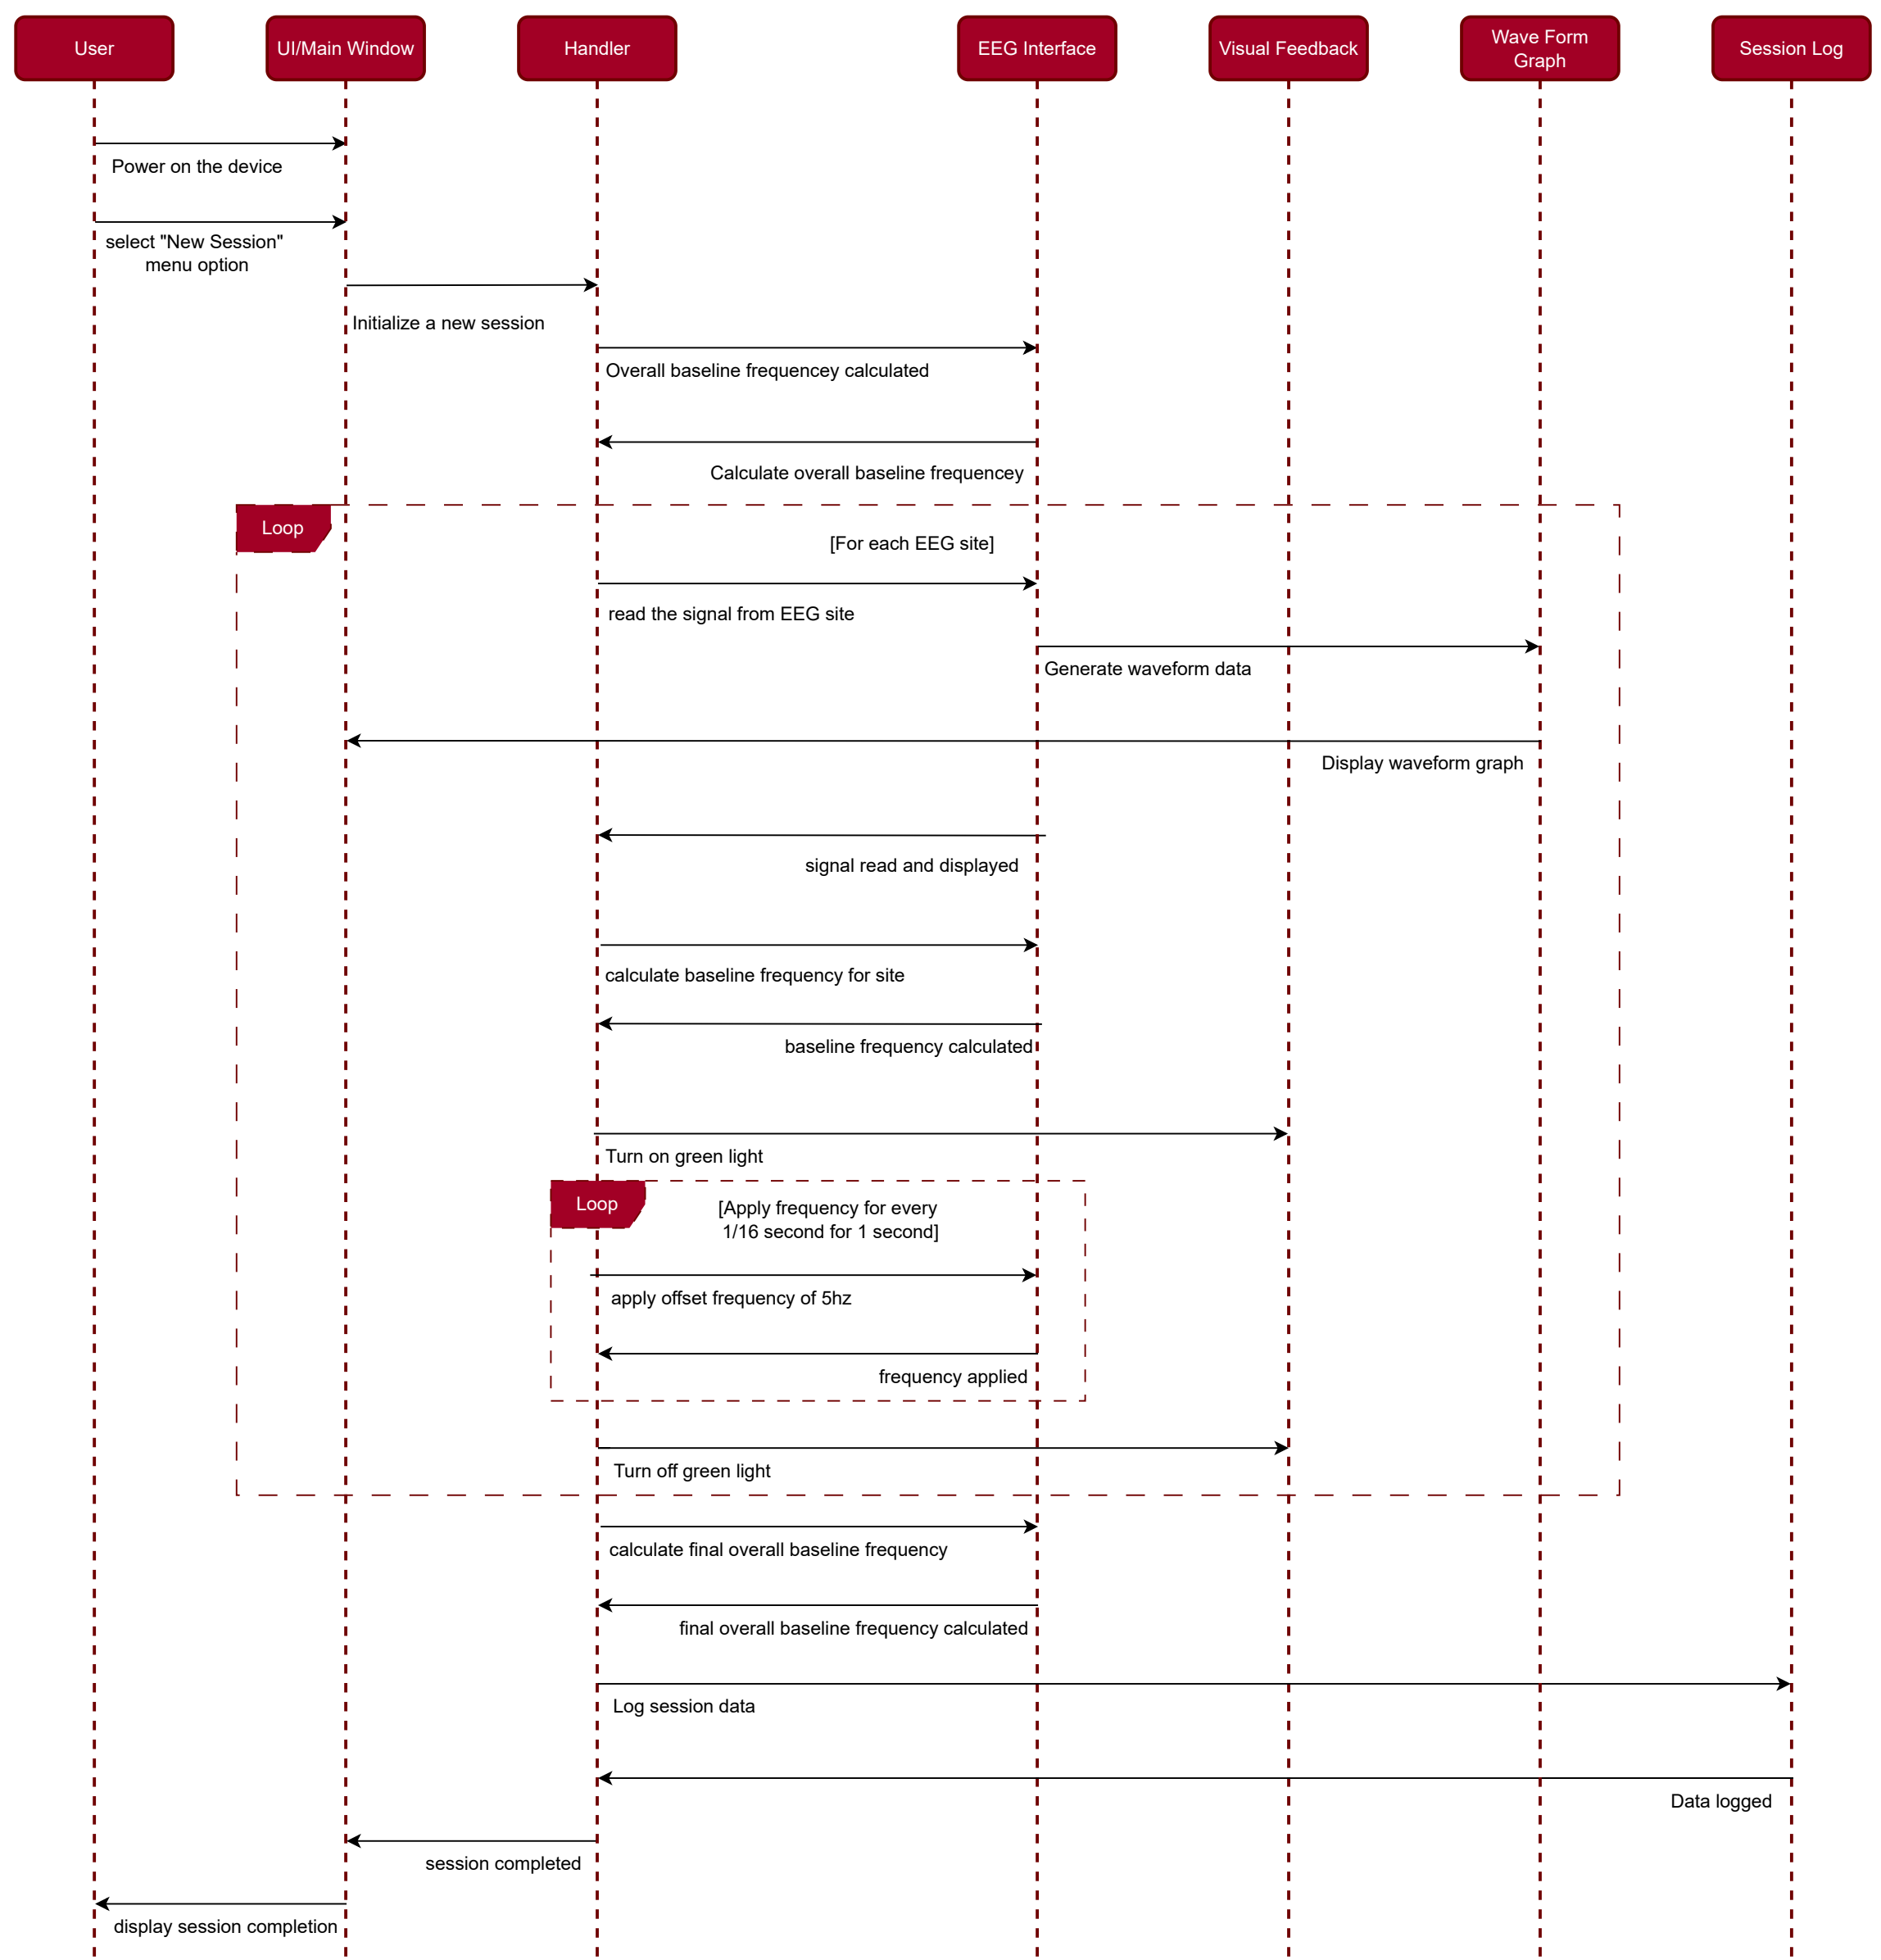 User
UI/Main Window
Handler
EEG Interface
Visual Feedback
Wave Form
Graph
Session Log
Power on the device
select "New Session"
menu option
Initialize a new session
Overall baseline frequencey calculated
Calculate overall baseline frequencey
Loop
[For each EEG site]
read the signal from EEG site
Generate waveform data
Display waveform graph
signal read and displayed
calculate baseline frequency for site
baseline frequency calculated
Turn on green light
Loop
[Apply frequency for every
1/16 second for 1 second]
apply offset frequency of 5hz
frequency applied
Turn off green light
calculate final overall baseline frequency
final overall baseline frequency calculated
Log session data
Data logged
session completed
display session completion